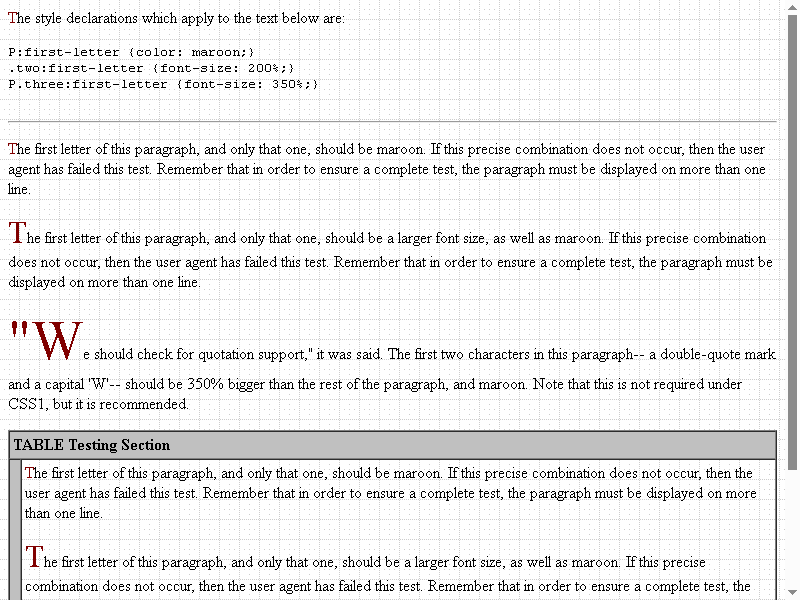 The style declarations which apply to the text below are:
P:first-letter {color: maroon;}
.two:first-letter {font-size: 200%;}
P.three:first-letter {font-size: 350%;}
The first letter of this paragraph, and only that one, should be maroon. If this precise combination does not occur, then the user
agent has failed this test. Remember that in order to ensure a complete test, the paragraph must be displayed on more than one
line.
The first letter of this paragraph, and only that one, should be a larger font size, as well as maroon. If this precise combination
does not occur, then the user agent has failed this test. Remember that in order to ensure a complete test, the paragraph must be
displayed on more than one line.
"We should check for quotation support," it was said. The first two characters in this paragraph-- a double-quote mark
and a capital 'W'-- should be 350% bigger than the rest of the paragraph, and maroon. Note that this is not required under
CSS1, but it is recommended.
TABLE Testing Section
The first letter of this paragraph, and only that one, should be maroon. If this precise combination does not occur, then the
user agent has failed this test. Remember that in order to ensure a complete test, the paragraph must be displayed on more
than one line.
The first letter of this paragraph, and only that one, should be a larger font size, as well as maroon. If this precise
combination does not occur, then the user agent has failed this test. Remember that in order to ensure a complete test, the